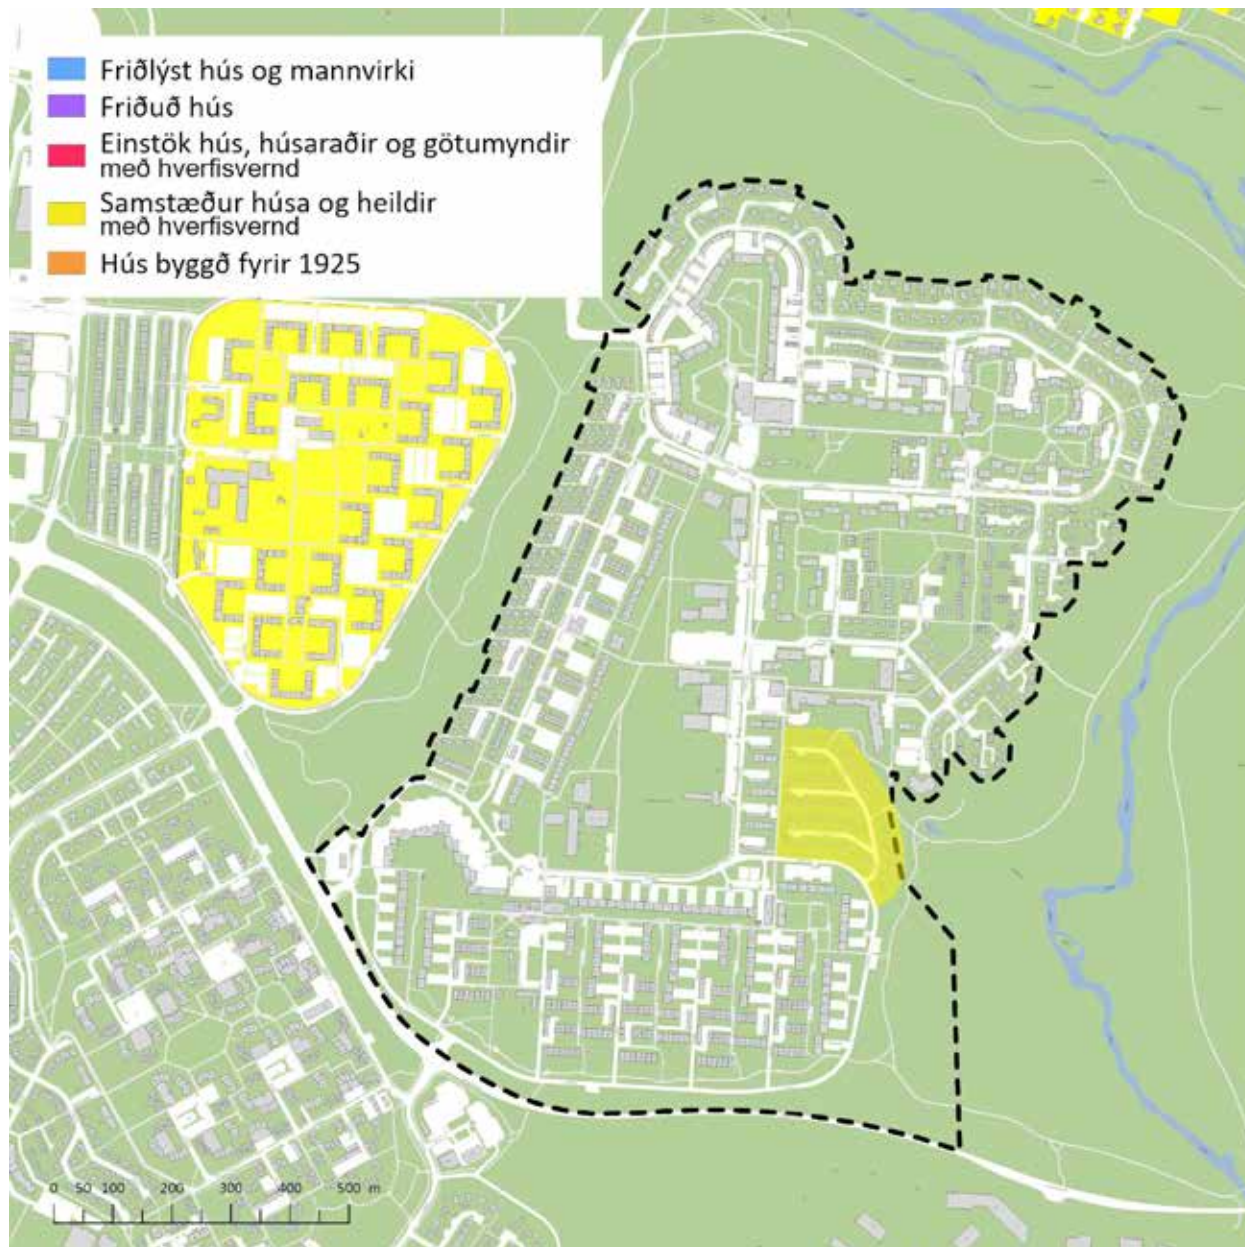 Friðlýst hús og mannvirki
Friðuð hús
Einstök hús, húsaraðir og götumyndir
með hverfisvernd
Samstæður húsa og heildir
með hverfisvernd
Hús byggð fyrir 1925
0 50 100 200 300 400 500 m